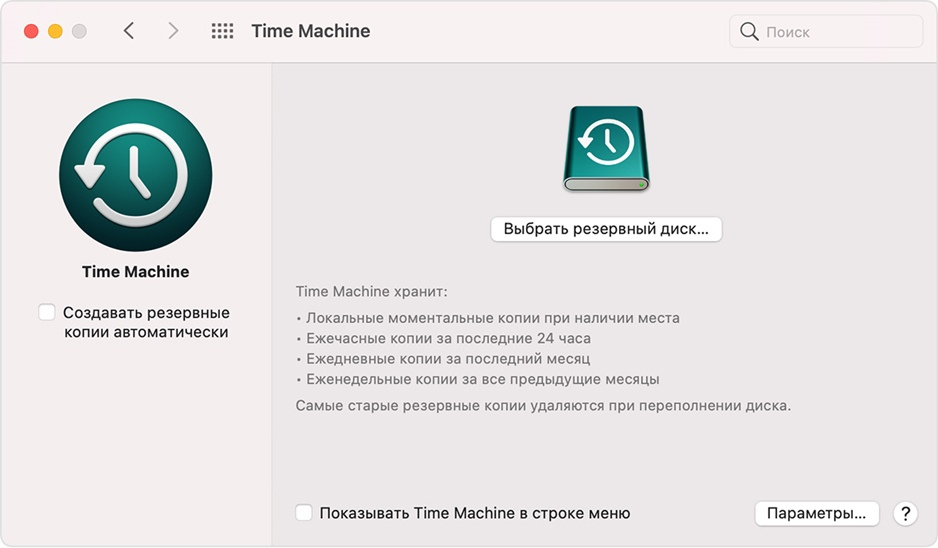 Time Machine
Поиск
Time Machine
Создавать резервные
копии автоматически
Выбрать резервный диск...
Time Machine хранит:
• Локальные моментальные копии при наличии места
• Ежечасные копии за последние 24 часа
• Ежедневные копии за последний месяц
• Еженедельные копии за все предыдущие месяцы
Самые старые резервные копии удаляются при переполнении диска.
Показывать Time Machine в строке меню
Параметры...
?